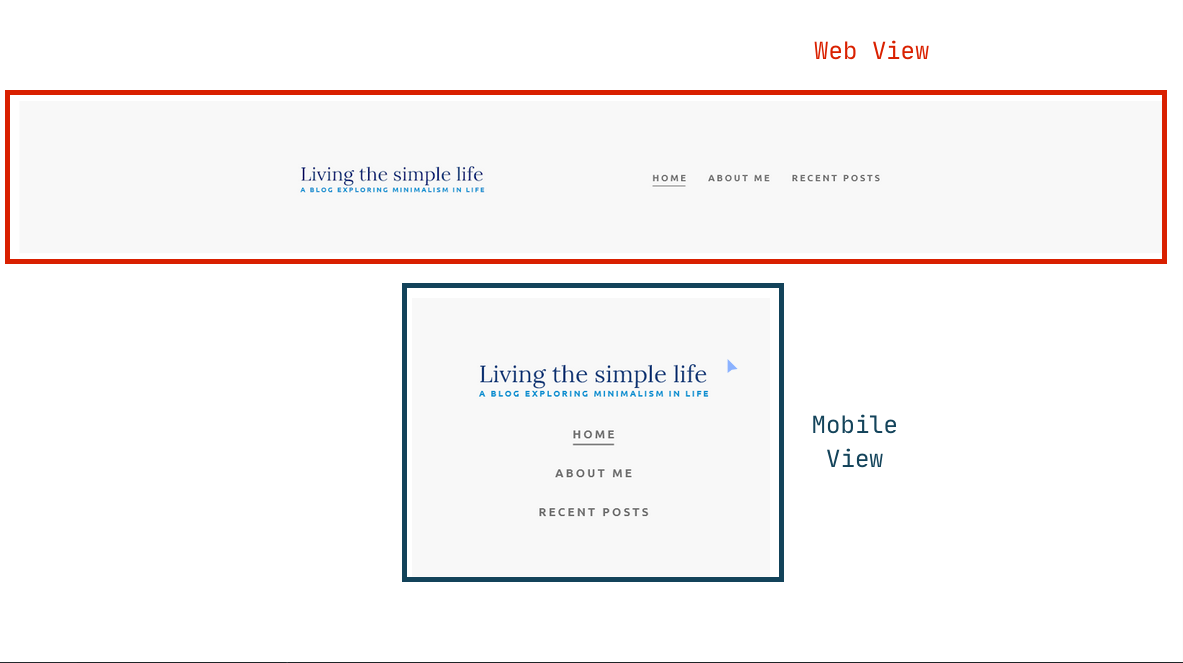 Web View
Living the simple life
A BLOG EXPLORING MINIMALISM IN LIFE
HOME ABOUT ME RECENT POSTS
Living the simple life
A BLOG EXPLORING MINIMALISM IN LIFE
HOME
ABOUT ME
RECENT POSTS
Mobile
View